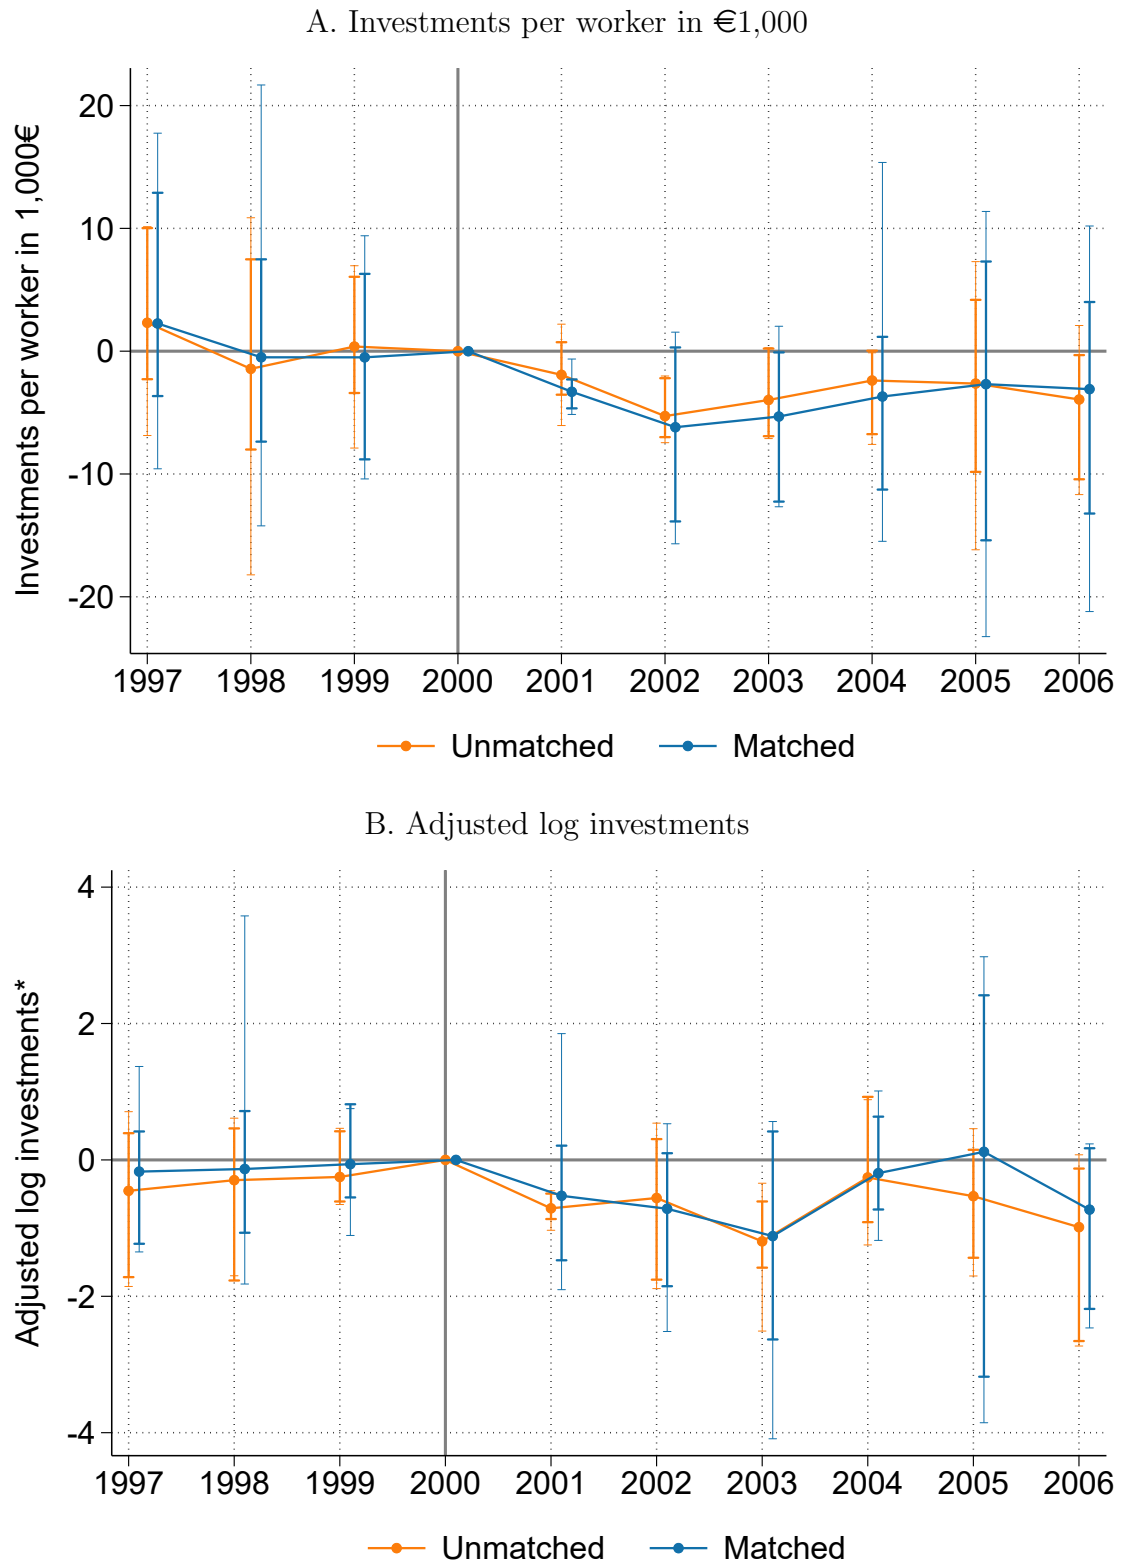 A. Investments per worker in €1,000
Investments per worker in 1,000€
20
10
0
-10
-20
1997 1998 1999 2000 2001 2002 2003 2004 2005 2006
Unmatched Matched
B. Adjusted log investments
Adjusted log investments*
4
2
0
-2
-4
1997 1998 1999 2000 2001 2002 2003 2004 2005 2006
Unmatched Matched